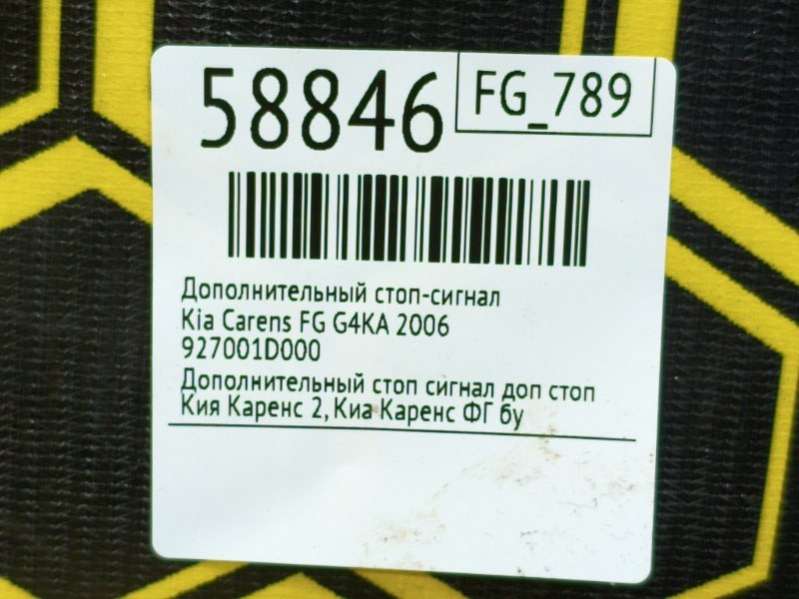 58846
FG_789
Дополнительный стоп-сигнал
Kia Carens FG G4KA 2006
927001D000
Дополнительный стоп сигнал доп стоп
Кия Каренс 2, Киа Каренс ФГ бу